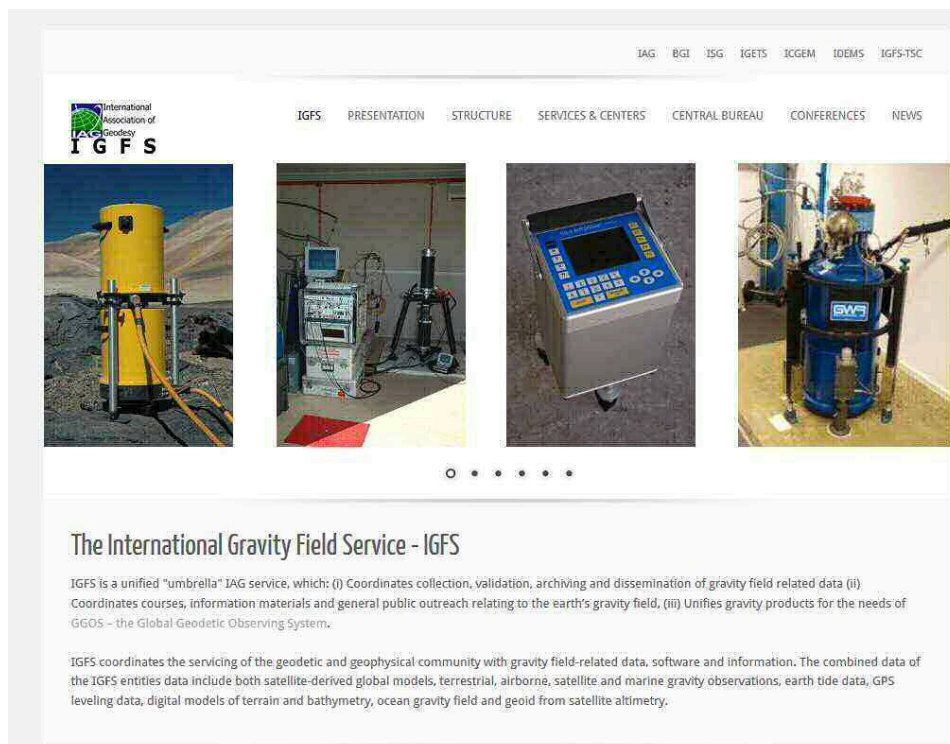 IAG BGI ISG IGETS ICGEM IDEMS IGFS-TSC
International
Association of
Geodesy
IAG
I G F S
IGFS PRESENTATION STRUCTURE SERVICES & CENTERS CENTRAL BUREAU CONFERENCES NEWS
GWR
The International Gravity Field Service - IGFS
IGFS is a unified "umbrella" IAG service, which: (i) Coordinates collection, validation, archiving and dissemination of gravity field related data (ii)
Coordinates courses, information materials and general public outreach relating to the earth's gravity field, (iii) Unifies gravity products for the needs of
GGOS – the Global Geodetic Observing System.
IGFS coordinates the servicing of the geodetic and geophysical community with gravity field-related data, software and information. The combined data of
the IGFS entities data include both satellite-derived global models, terrestrial, airborne, satellite and marine gravity observations, earth tide data, GPS
leveling data, digital models of terrain and bathymetry, ocean gravity field and geoid from satellite altimetry.